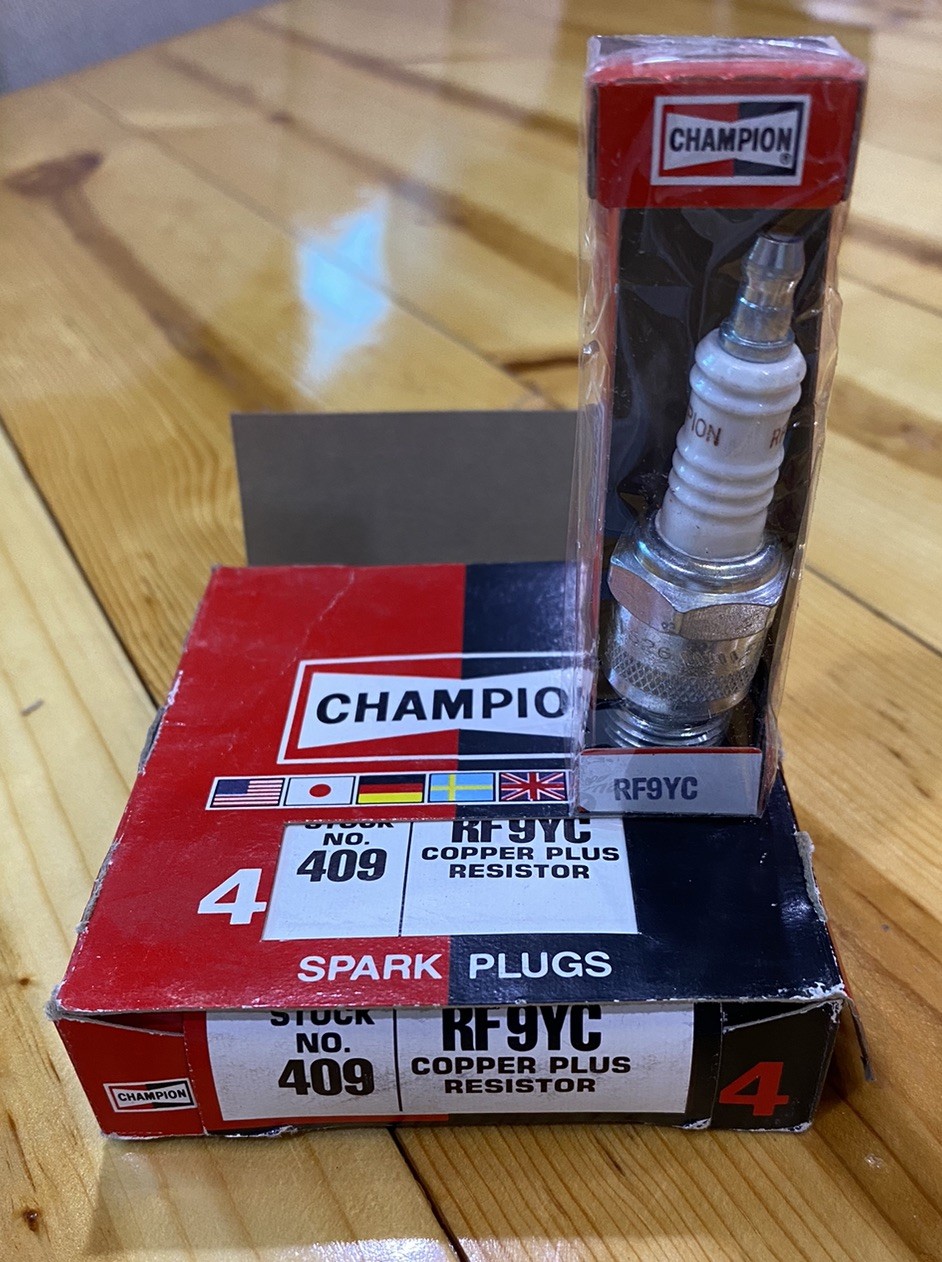 CHAMPION®
PION
RF9YC
CHAMPIO
STOCK
NO.
409
RF9YC
COPPER PLUS
RESISTOR
4
SPARK PLUGS
STOCK
NO.
409
RF9YC
COPPER PLUS
RESISTOR
CHAMPION
4